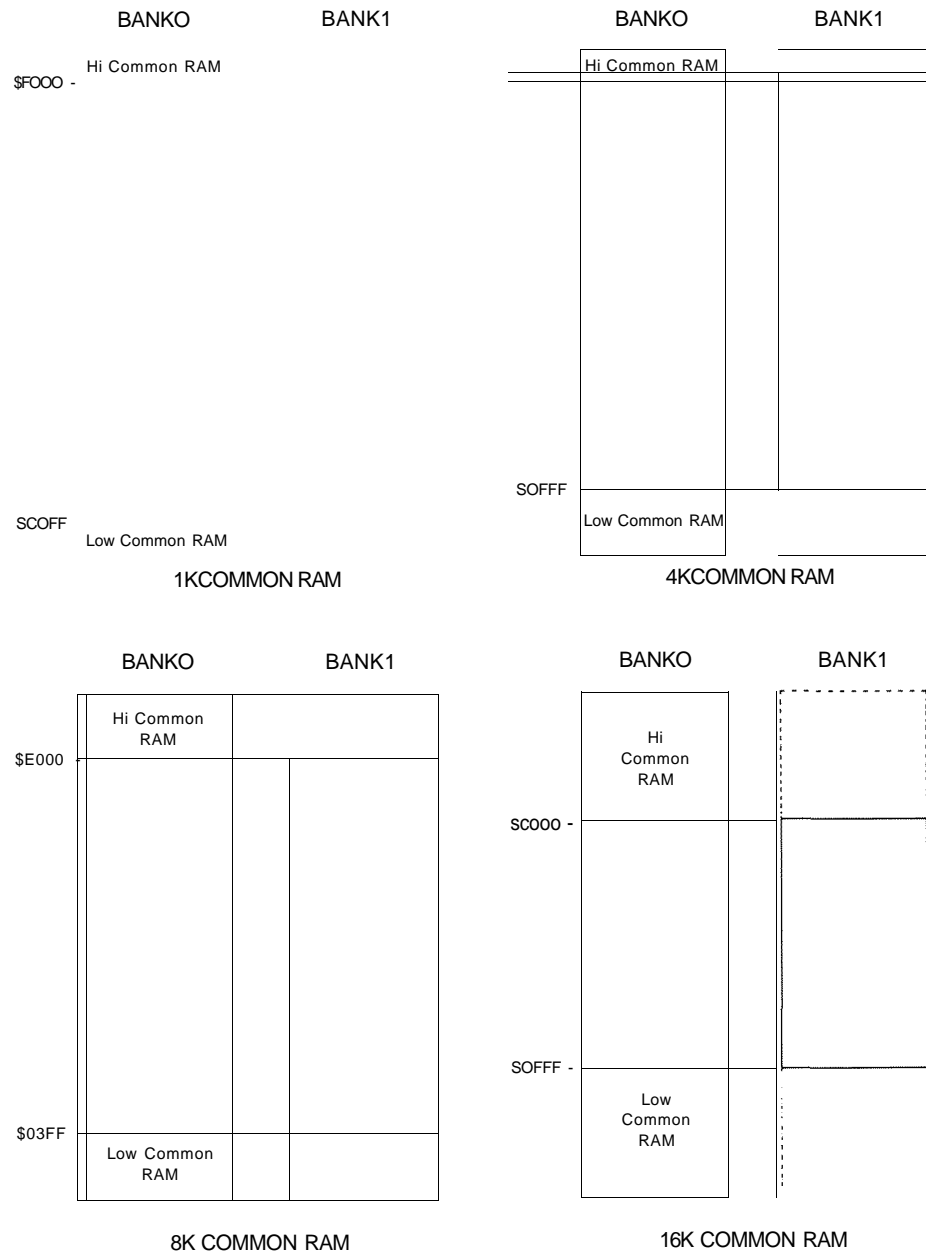 BANKO BANK1
Hi Common RAM
$FOOO -
SCOFF
Low Common RAM
1KCOMMON RAM
BANKO BANK1
Hi Common RAM
SOFFF
Low Common RAM
4KCOMMON RAM
BANKO BANK1
Hi Common
RAM
$E000 -
$03FF
Low Common
RAM
8K COMMON RAM
BANKO BANK1
Hi
Common
RAM
SCOOO -
SOFFF -
Low
Common
RAM
16K COMMON RAM